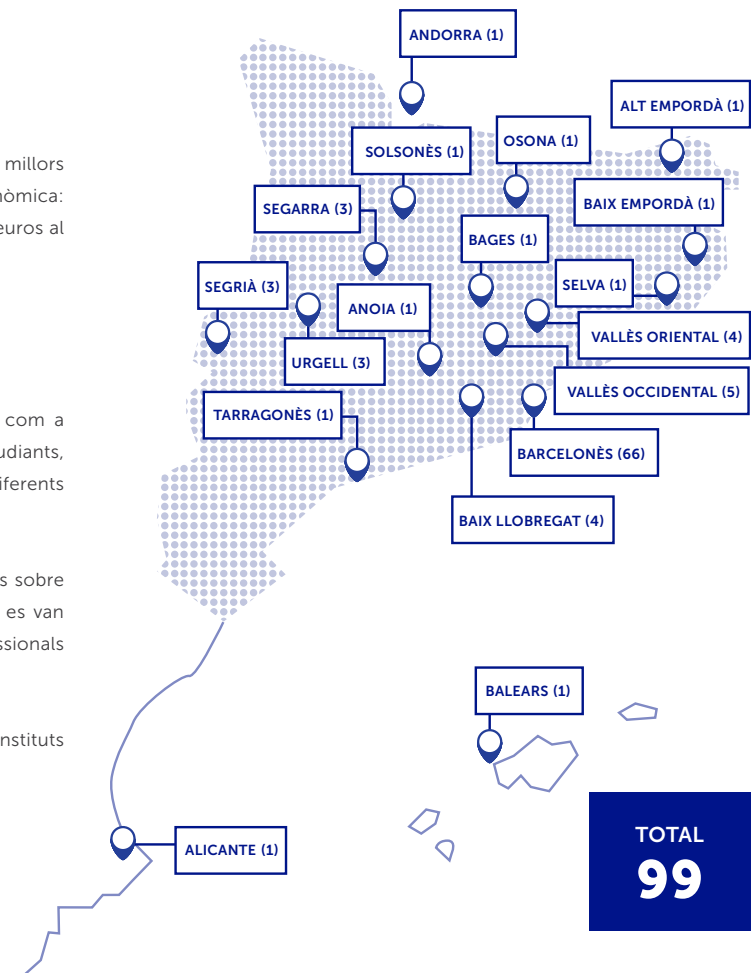 millors
nòmica:
euros al
com a
udiants,
iferents
s sobre
es van
ssionals
nstituts
ANDORRA (1)
ALT EMPORDÀ (1)
OSONA (1)
SOLSONÈS (1)
BAIX EMPORDÀ (1)
SEGARRA (3)
BAGES (1)
SEGRIÀ (3)
SELVA (1)
ANOIA (1)
VALLÈS ORIENTAL (4)
URGELL (3)
VALLÈS OCCIDENTAL (5)
TARRAGONÈS (1)
BARCELONÈS (66)
BAIX LLOBREGAT (4)
BALEARS (1)
ALICANTE (1)
TOTAL
99